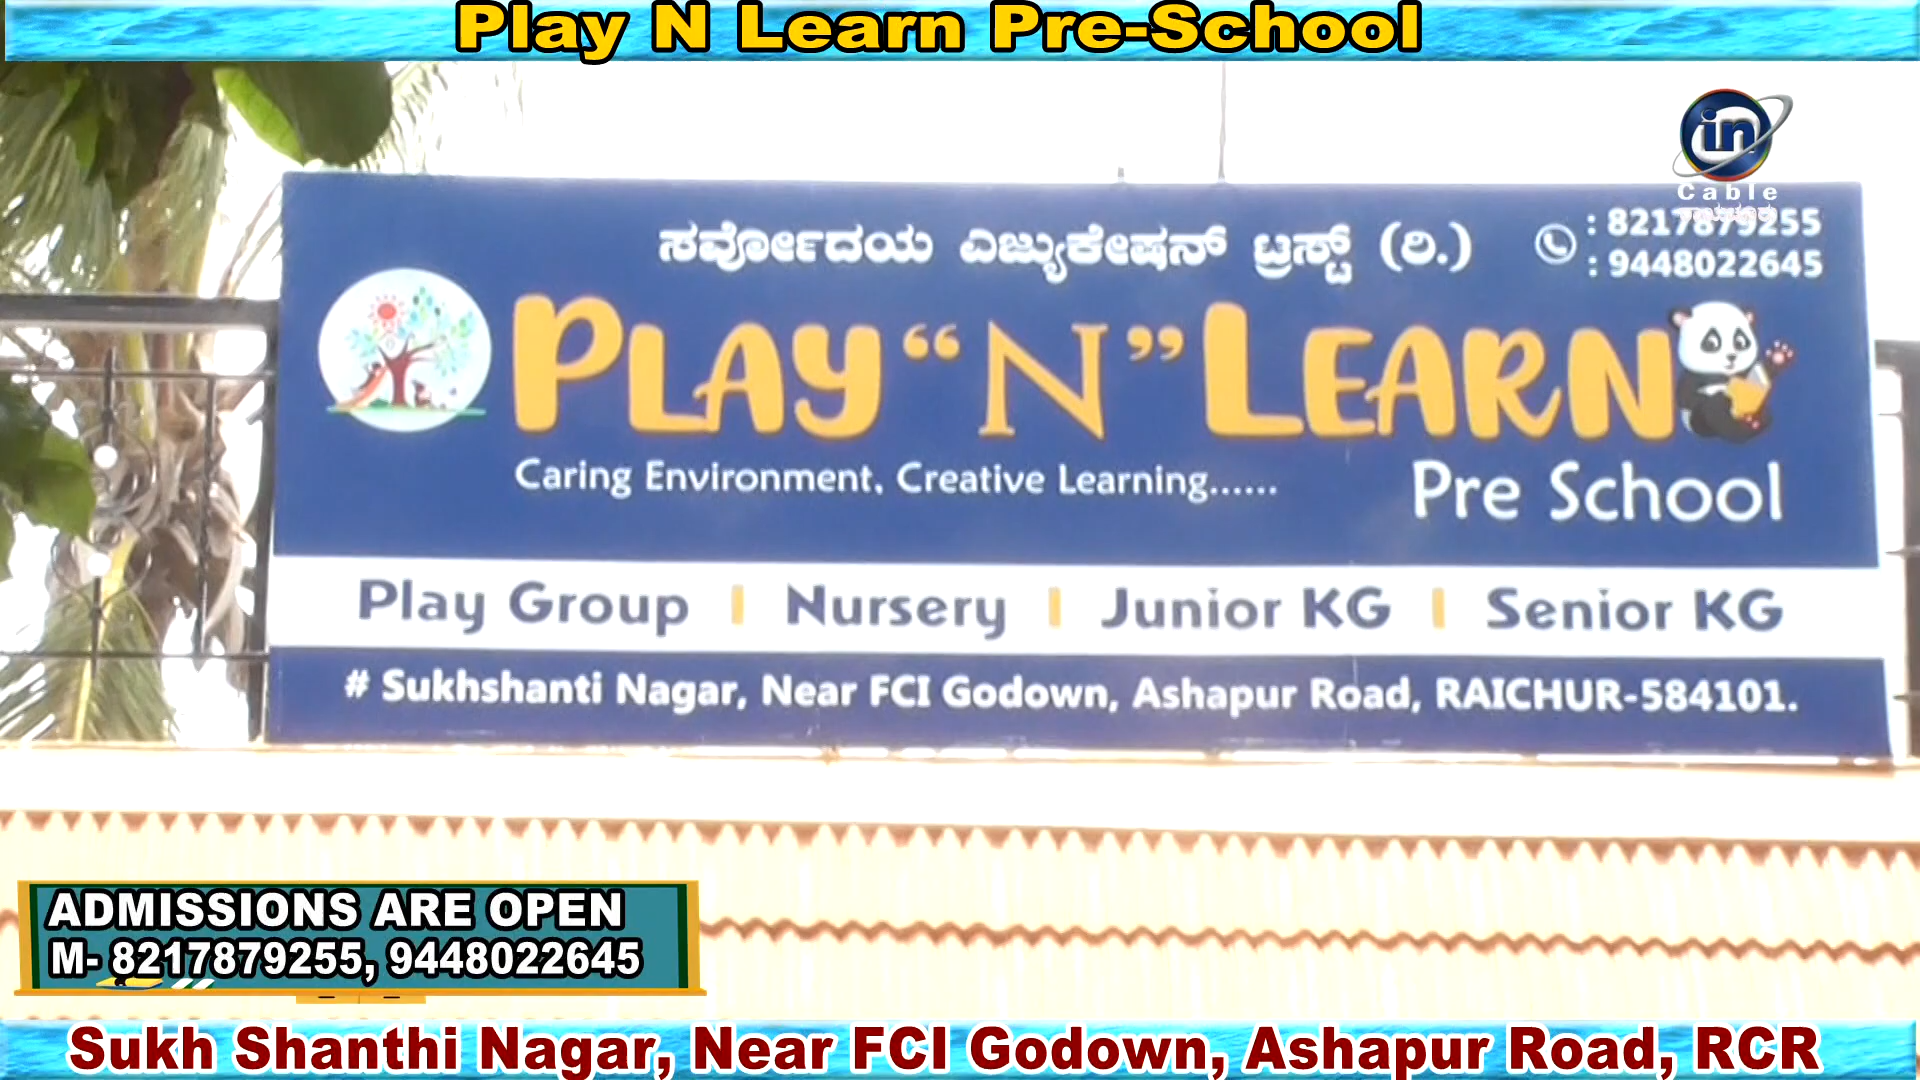 Play N Learn Pre-School
in
Cable
ಸರ್ವೋದಯ ಎಜ್ಯುಕೇಷನ್ ಟ್ರಸ್ಟ್ (ರಿ.)
: 8217879255
: 9448022645
PLAY “N” LEARN
Caring Environment, Creative Learning......
Pre School
Play Group | Nursery | Junior KG | Senior KG
# Sukhshanti Nagar, Near FCI Godown, Ashapur Road, RAICHUR-584101.
ADMISSIONS ARE OPEN
M- 8217879255, 9448022645
Sukh Shanthi Nagar, Near FCI Godown, Ashapur Road, RCR